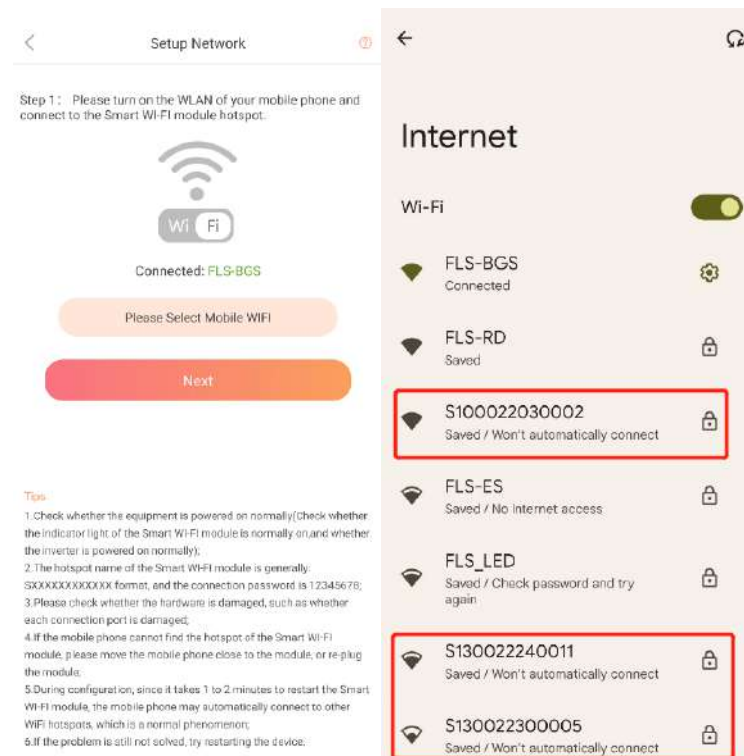 Setup Network
Step 1： Please turn on the WLAN of your mobile phone and
connect to the Smart WI-FI module hotspot.
Wi Fi
Connected: FLS-BGS
Please Select Mobile WIFI
Next
Tips
1.Check whether the equipment is powered on normally(Check whether
the indicator light of the Smart WI-FI module is normally on,and whether
the inverter is powered on normally);
2.The hotspot name of the Smart WI-FI module is generally:
SXXXXXXXXXXXX format, and the connection password is 12345678;
3.Please check whether the hardware is damaged, such as whether
each connection port is damaged;
4.If the mobile phone cannot find the hotspot of the Smart WI-FI
module, please move the mobile phone close to the module, or re-plug
the module;
5.During configuration, since it takes 1 to 2 minutes to restart the Smart
WI-FI module, the mobile phone may automatically connect to other
WiFi hotspots, which is a normal phenomenon;
6.If the problem is still not solved, try restarting the device.
Internet
Wi-Fi
FLS-BGS
Connected
FLS-RD
Saved
S100022030002
Saved / Won't automatically connect
FLS-ES
Saved / No internet access
FLS_LED
Saved / Check password and try
again
S130022240011
Saved / Won't automatically connect
S130022300005
Saved / Won't automatically connect